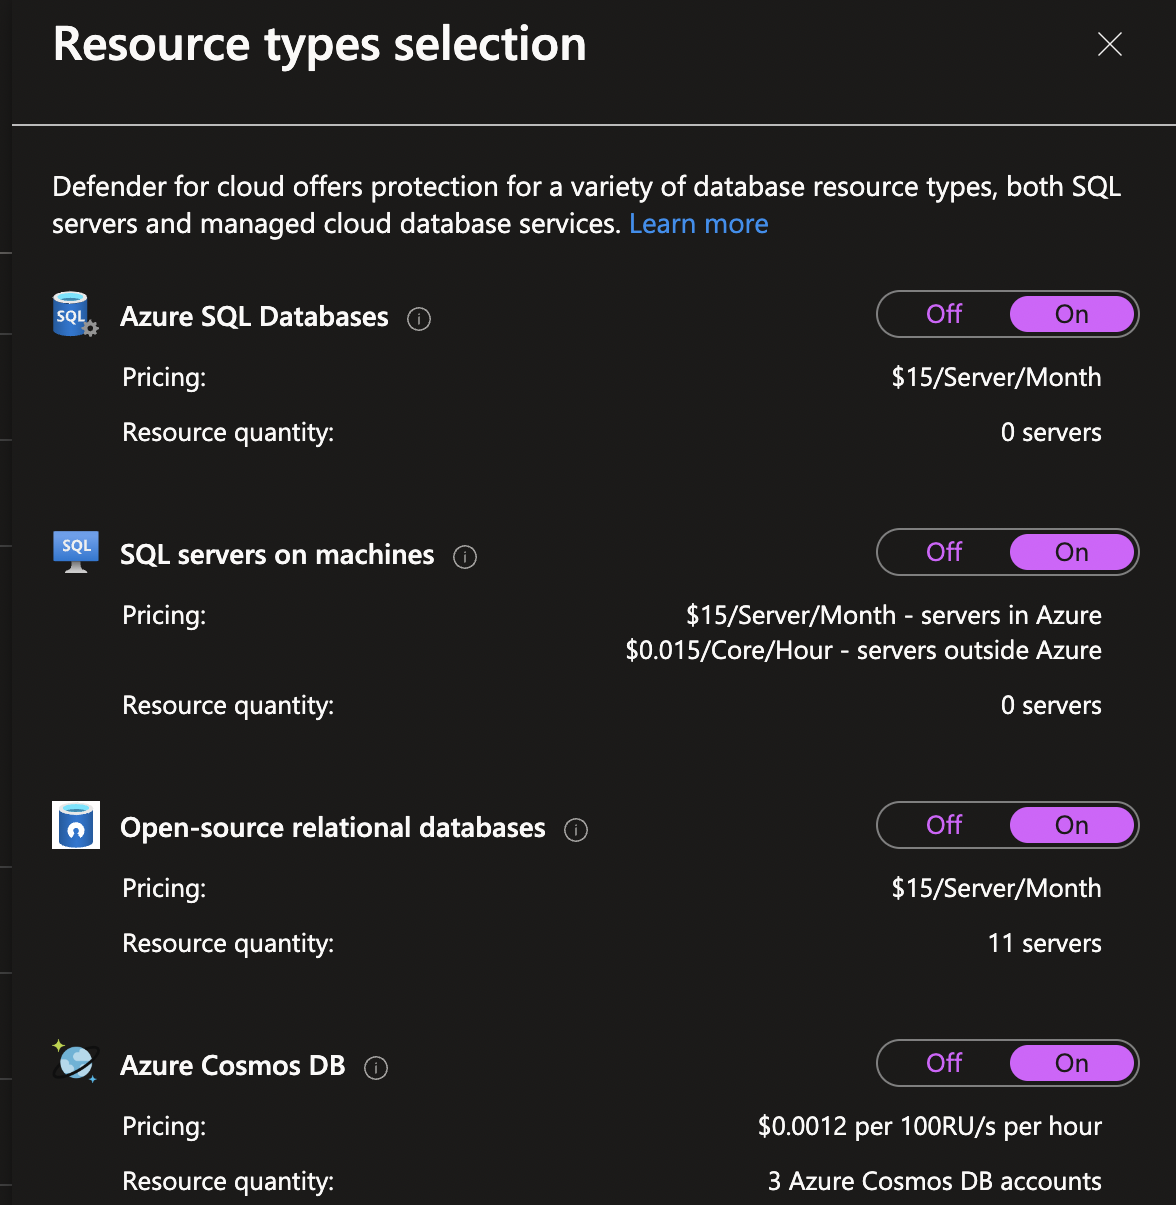 Resource types selection
Defender for cloud offers protection for a variety of database resource types, both SQL
servers and managed cloud database services. Learn more
SQL
Azure SQL Databases
Off On
Pricing: $15/Server/Month
Resource quantity: 0 servers
SQL
SQL servers on machines
Off On
Pricing: $15/Server/Month - servers in Azure
$0.015/Core/Hour - servers outside Azure
Resource quantity: 0 servers
Open-source relational databases
Off On
Pricing: $15/Server/Month
Resource quantity: 11 servers
Azure Cosmos DB
Off On
Pricing: $0.0012 per 100RU/s per hour
Resource quantity: 3 Azure Cosmos DB accounts